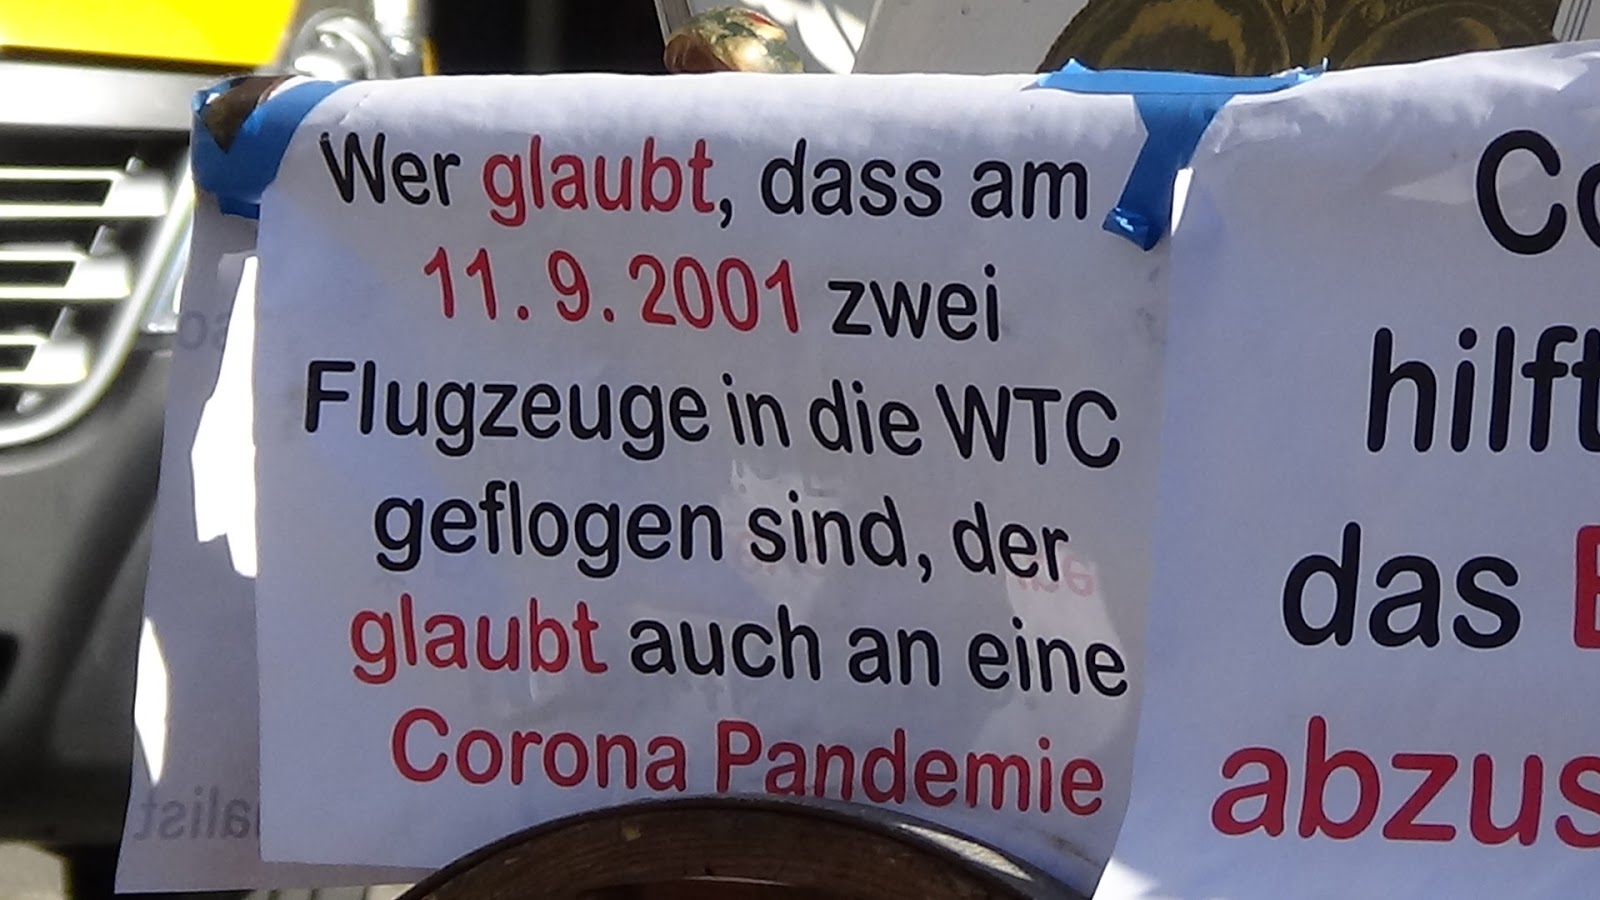 Wer glaubt, dass am
11.9.2001 zwei
Flugzeuge in die WTC
geflogen sind, der
glaubt auch an eine
Corona Pandemie
hilft
das